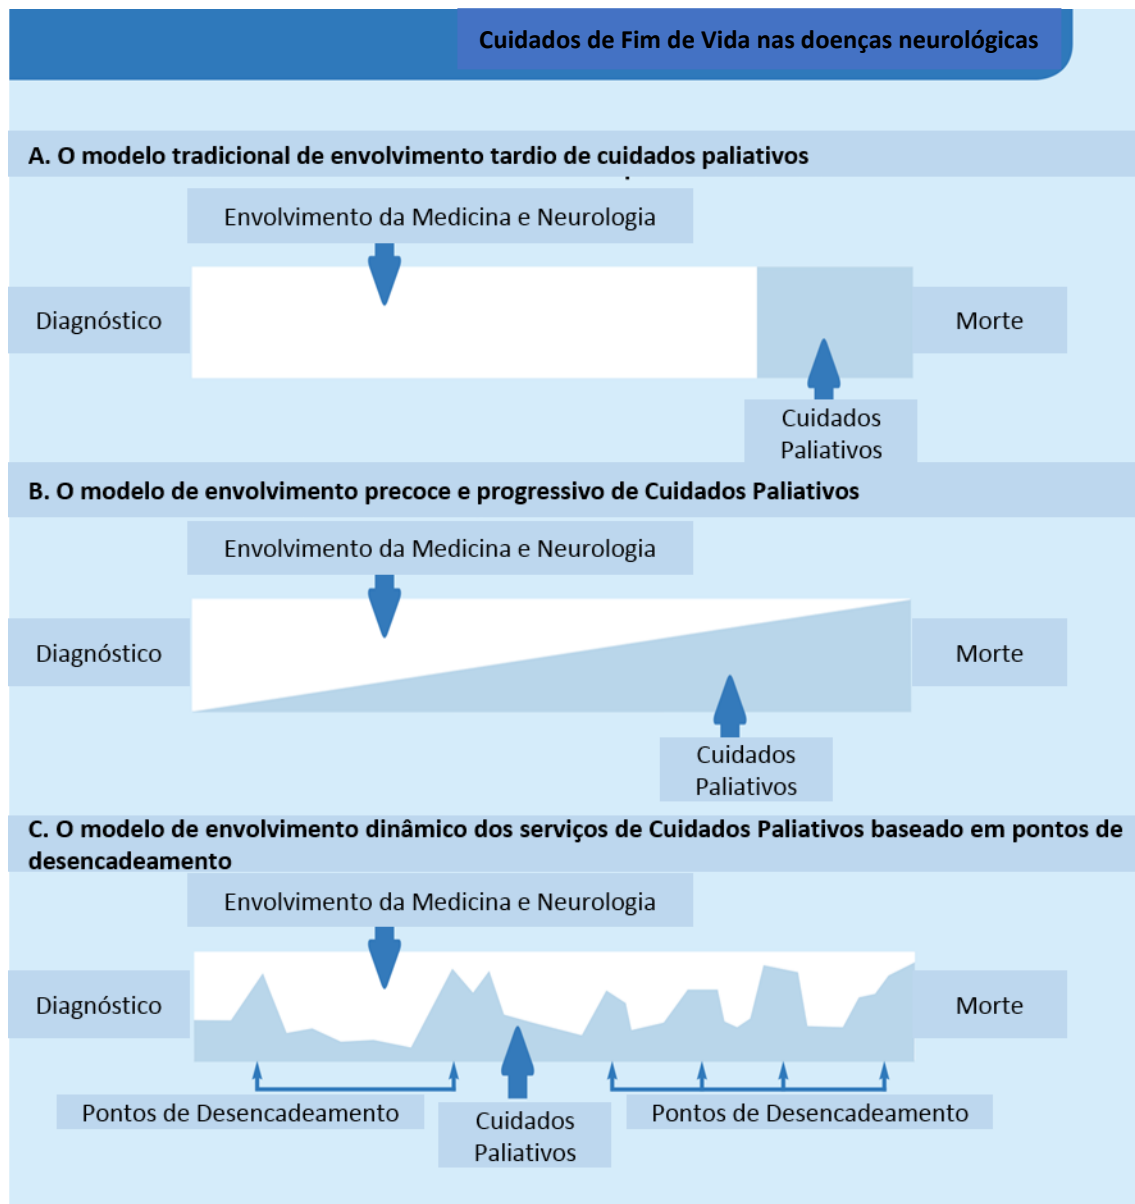 Cuidados de Fim de Vida nas doenças neurológicas
A. O modelo tradicional de envolvimento tardio de cuidados paliativos
Envolvimento da Medicina e Neurologia
Diagnóstico
Morte
Cuidados
Paliativos
B. O modelo de envolvimento precoce e progressivo de Cuidados Paliativos
Envolvimento da Medicina e Neurologia
Diagnóstico
Morte
Cuidados
Paliativos
C. O modelo de envolvimento dinâmico dos serviços de Cuidados Paliativos baseado em pontos de
desencadeamento
Envolvimento da Medicina e Neurologia
Diagnóstico
Morte
Pontos de Desencadeamento
Cuidados
Paliativos
Pontos de Desencadeamento